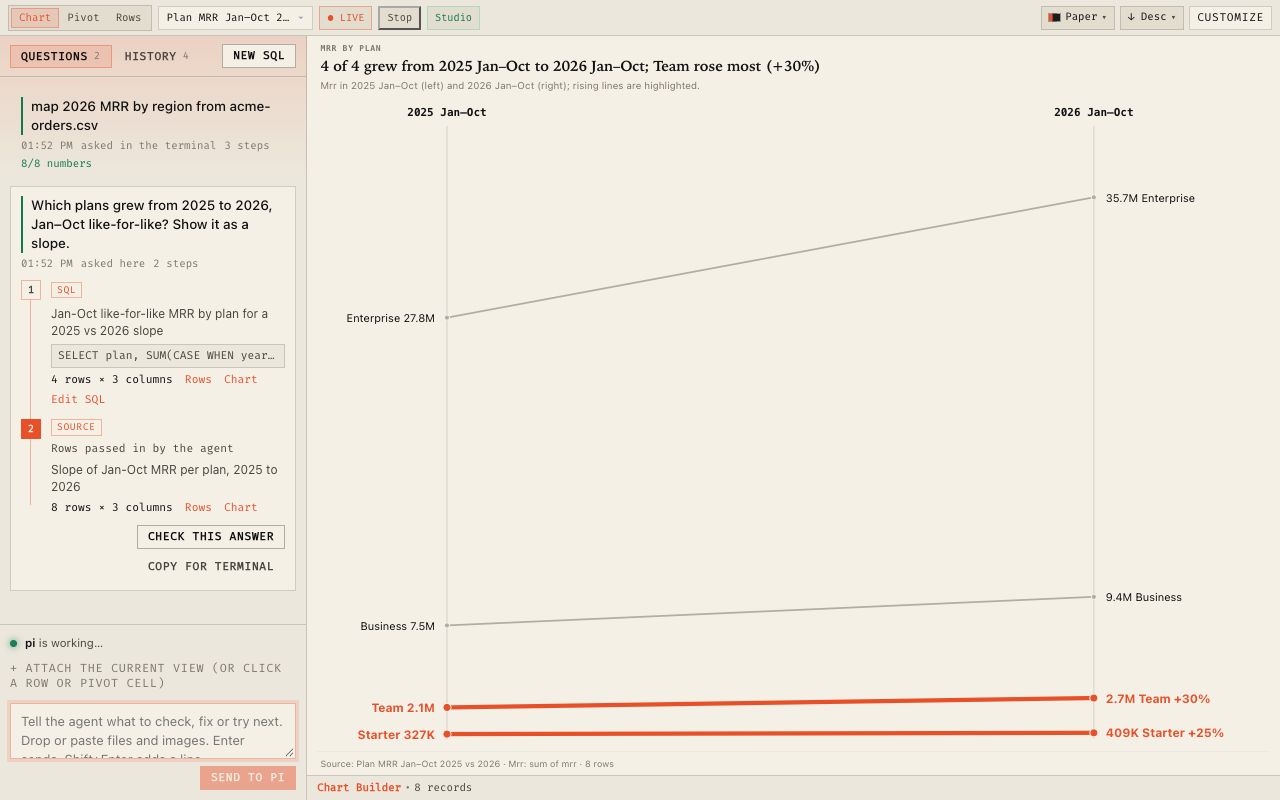 Chart Pivot Rows Plan MRR Jan–Oct 2… LIVE Stop Studio Paper Desc CUSTOMIZE
QUESTIONS 2 HISTORY 4 NEW SQL
map 2026 MRR by region from acme-
orders.csv
01:52 PM asked in the terminal 3 steps
8/8 numbers
Which plans grew from 2025 to 2026,
Jan–Oct like-for-like? Show it as a
slope.
01:52 PM asked here 2 steps
1 SQL
Jan-Oct like-for-like MRR by plan for a
2025 vs 2026 slope
SELECT plan, SUM(CASE WHEN year…
4 rows × 3 columns Rows Chart
Edit SQL
2 SOURCE
Rows passed in by the agent
Slope of Jan-Oct MRR per plan, 2025 to
2026
8 rows × 3 columns Rows Chart
CHECK THIS ANSWER
COPY FOR TERMINAL
pi is working…
+ ATTACH THE CURRENT VIEW (OR CLICK
A ROW OR PIVOT CELL)
Tell the agent what to check, fix or try next.
Drop or paste files and images. Enter
sends. Shift+Enter adds a line.
SEND TO PI
MRR BY PLAN
4 of 4 grew from 2025 Jan–Oct to 2026 Jan–Oct; Team rose most (+30%)
Mrr in 2025 Jan–Oct (left) and 2026 Jan–Oct (right); rising lines are highlighted.
2025 Jan–Oct 2026 Jan–Oct
35.7M Enterprise
Enterprise 27.8M
9.4M Business
Business 7.5M
2.7M Team +30%
Team 2.1M
409K Starter +25%
Starter 327K
Source: Plan MRR Jan–Oct 2025 vs 2026 · Mrr: sum of mrr · 8 rows
Chart Builder · 8 records